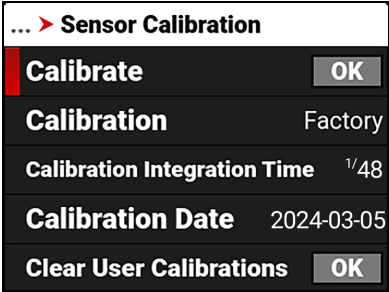 ... > Sensor Calibration
Calibrate OK
Calibration Factory
Calibration Integration Time 1/48
Calibration Date 2024-03-05
Clear User Calibrations OK